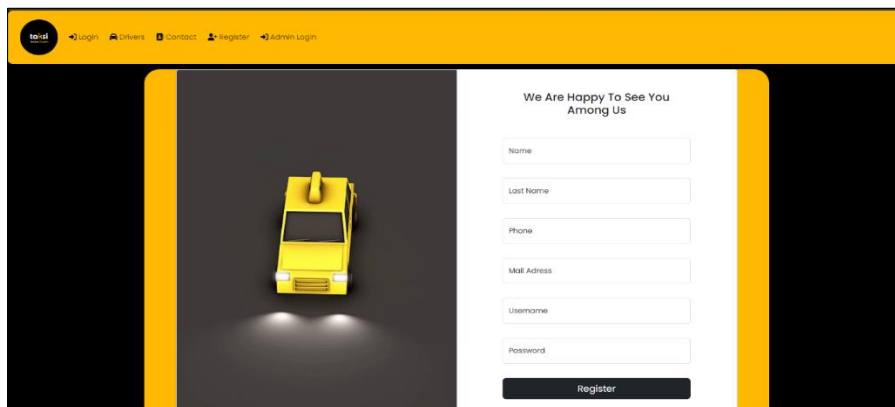 taksi
Login Drivers Contact Register Admin Login
We Are Happy To See You
Among Us
Name
Last Name
Phone
Mail Adress
Username
Password
Register